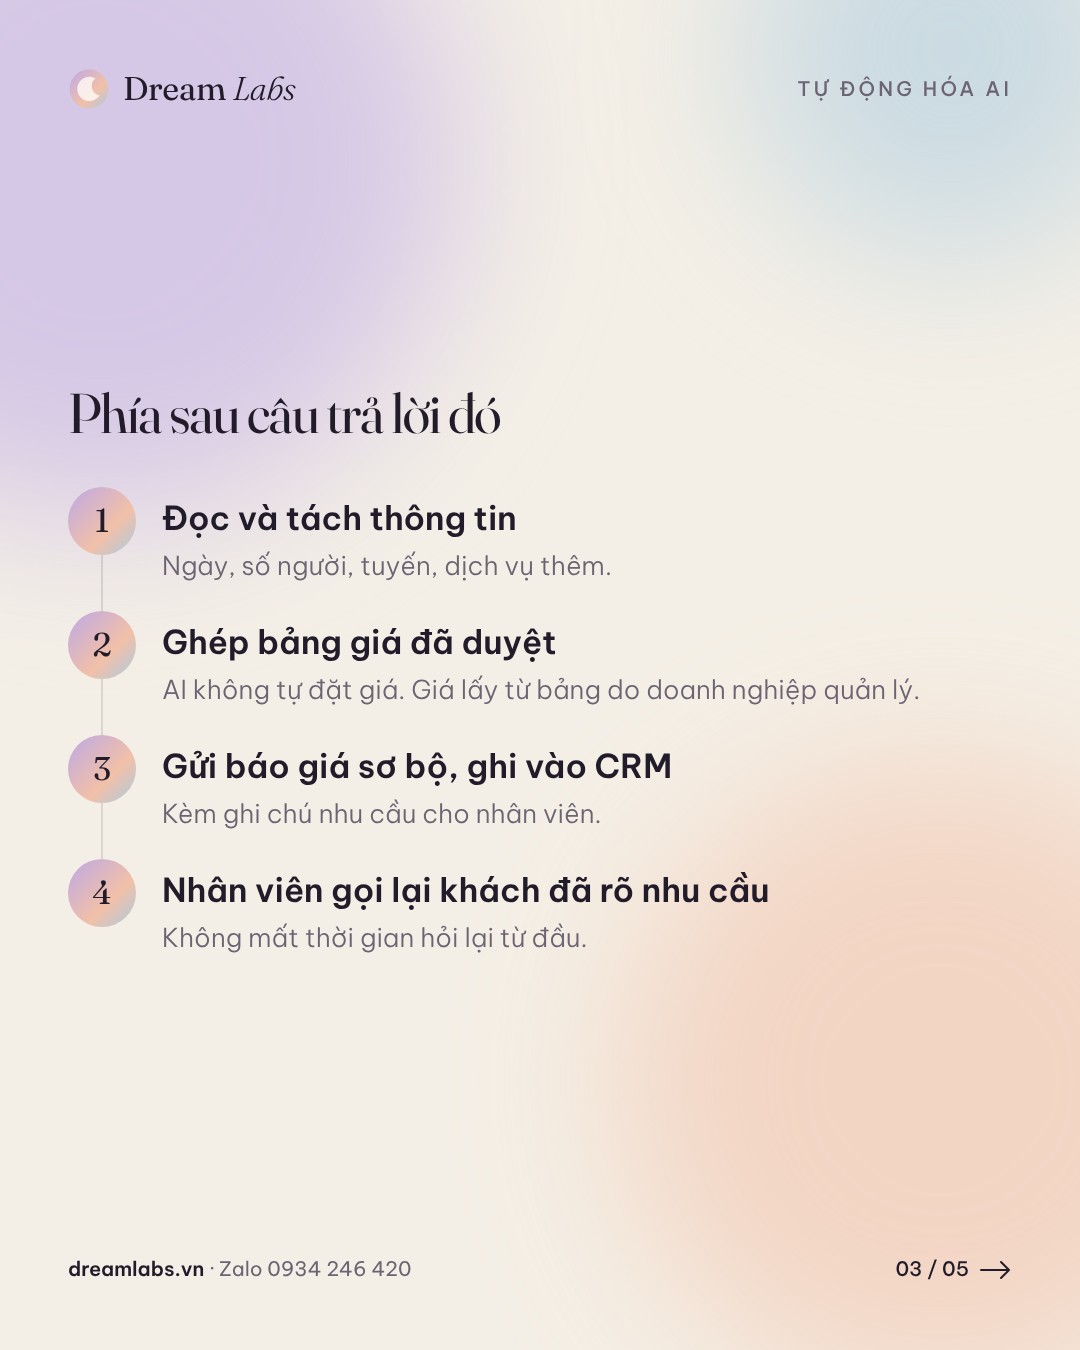 Dream Labs
TỰ ĐỘNG HÓA AI
Phía sau câu trả lời đó
1
Đọc và tách thông tin
Ngày, số người, tuyến, dịch vụ thêm.
2
Ghép bảng giá đã duyệt
AI không tự đặt giá. Giá lấy từ bảng do doanh nghiệp quản lý.
3
Gửi báo giá sơ bộ, ghi vào CRM
Kèm ghi chú nhu cầu cho nhân viên.
4
Nhân viên gọi lại khách đã rõ nhu cầu
Không mất thời gian hỏi lại từ đầu.
dreamlabs.vn · Zalo 0934 246 420
03 / 05 →